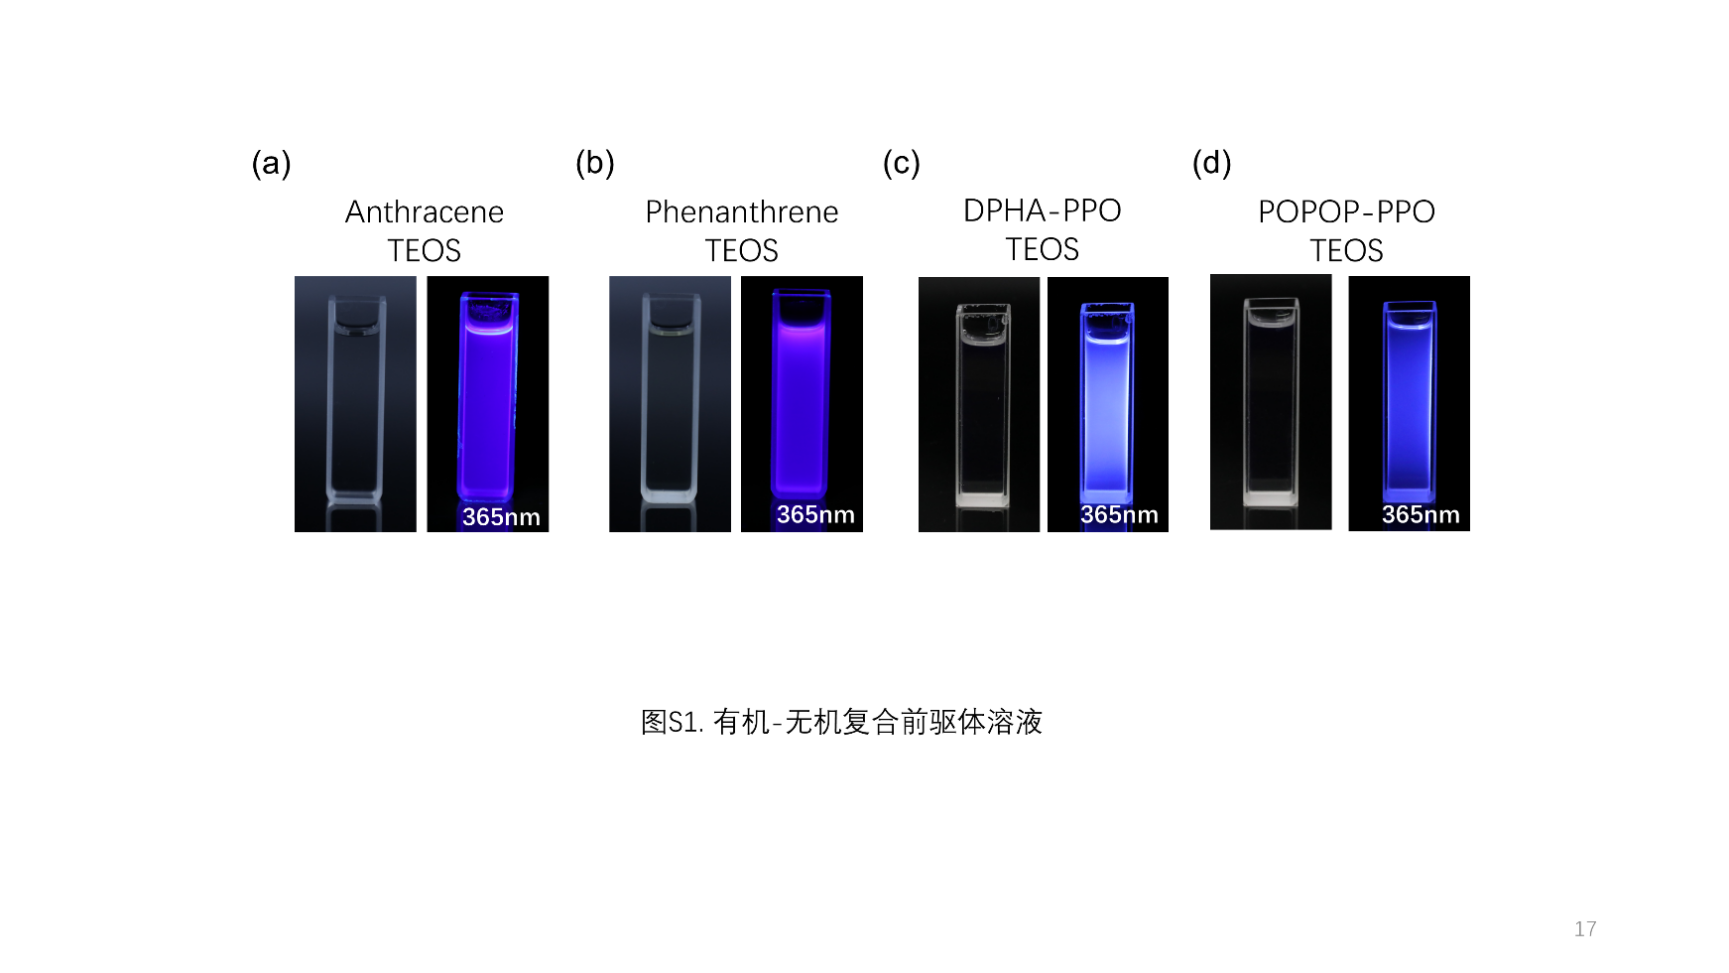 (a)
Anthracene
TEOS
365nm
(b)
Phenanthrene
TEOS
365nm
(c)
DPHA-PPO
TEOS
365nm
(d)
POPOP-PPO
TEOS
365nm
图S1. 有机-无机复合前驱体溶液
17